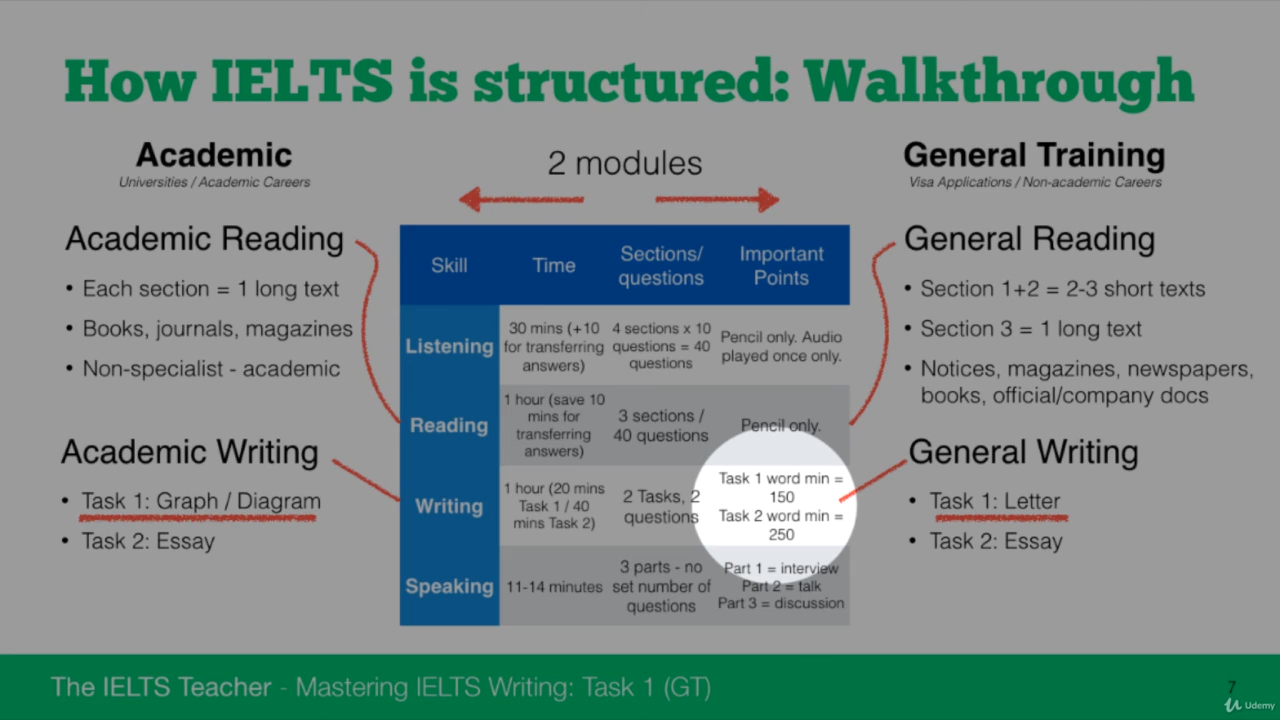 How IELTS is structured: Walkthrough
Academic
Universities / Academic Careers
2 modules
General Training
Visa Applications / Non-academic Careers
Academic Reading
• Each section = 1 long text
• Books, journals, magazines
• Non-specialist - academic
Academic Writing
• Task 1: Graph / Diagram
• Task 2: Essay
Skill
Time
Sections/
questions
Important
Points
Listening
30 mins (+10
for transferring
answers)
4 sections x 10
questions = 40
questions
Pencil only. Audio
played once only.
Reading
1 hour (save 10
mins for
transferring
answers)
3 sections /
40 questions
Pencil only.
Writing
1 hour (20 mins
Task 1 / 40
mins Task 2)
2 Tasks, 2
questions
Task 1 word min =
150
Task 2 word min =
250
Speaking
11-14 minutes
3 parts - no
set number of
questions
Part 1 = interview
Part 2 = talk
Part 3 = discussion
General Reading
• Section 1+2 = 2-3 short texts
• Section 3 = 1 long text
• Notices, magazines, newspapers,
books, official/company docs
General Writing
• Task 1: Letter
• Task 2: Essay
The IELTS Teacher - Mastering IELTS Writing: Task 1 (GT)
7
Udemy